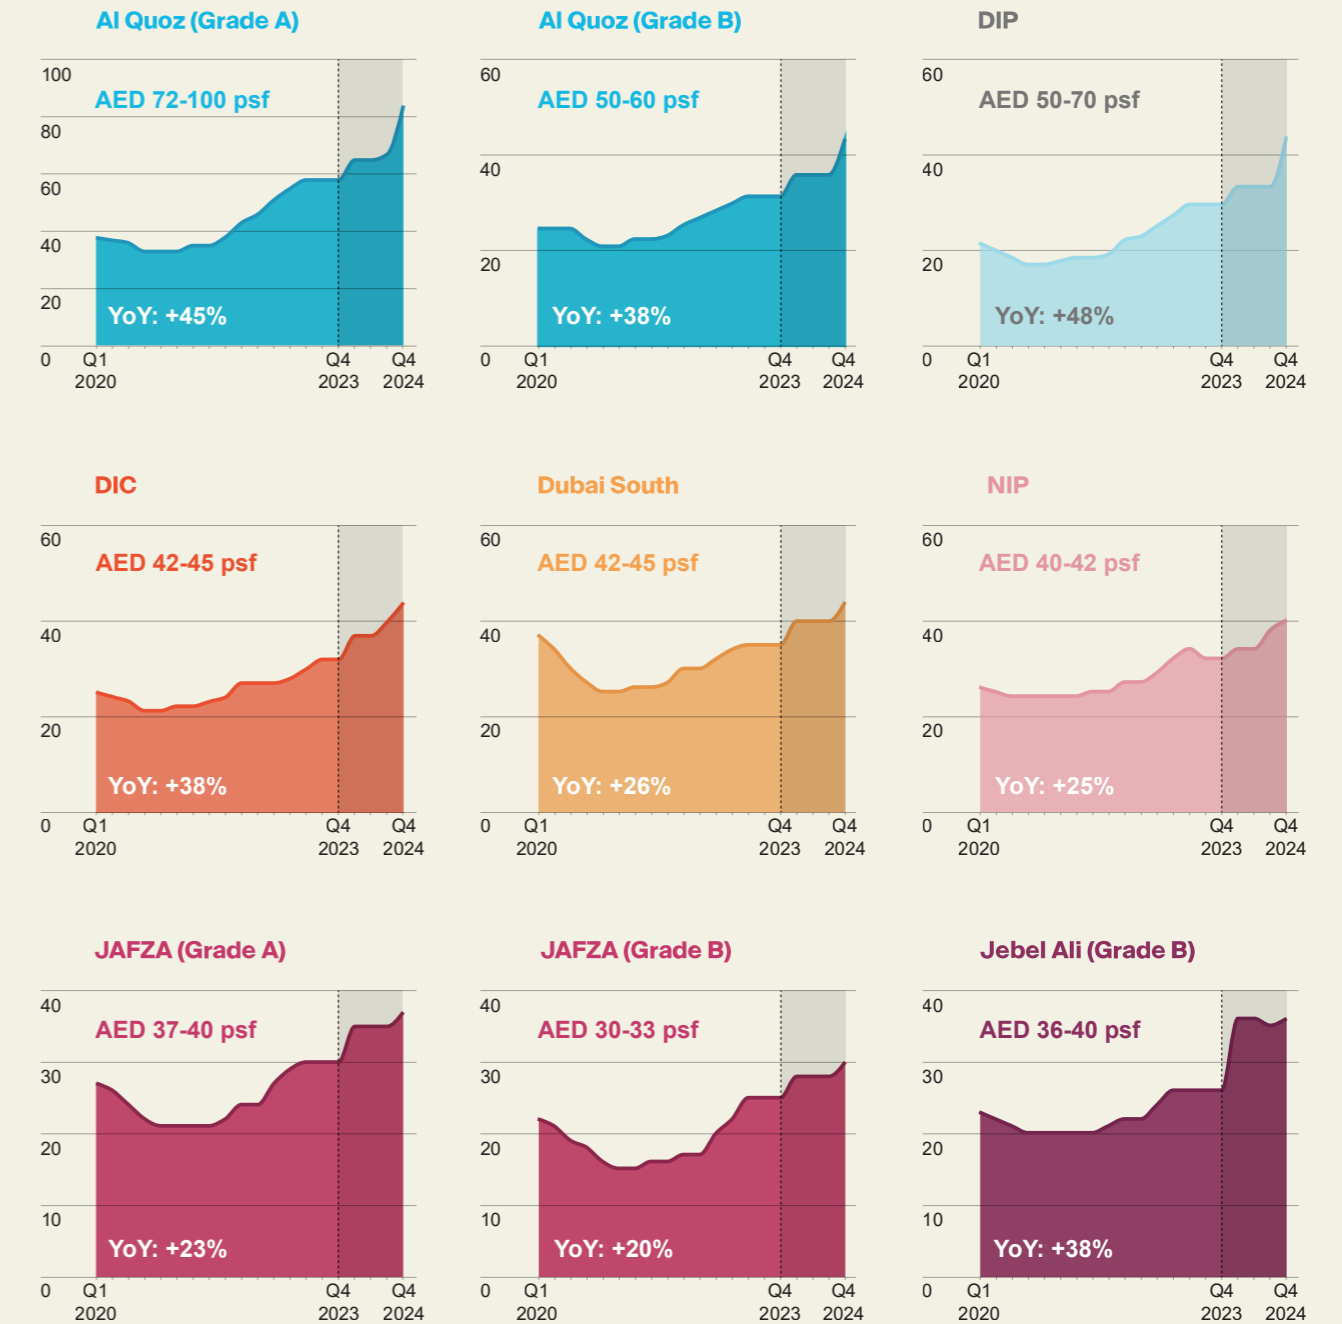 Al Quoz (Grade A)
AED 72-100 psf
100
80
60
40
20
0
YoY: +45%
Q1
2020
Q4
2023
Q4
2024
Al Quoz (Grade B)
AED 50-60 psf
60
40
20
0
YoY: +38%
Q1
2020
Q4
2023
Q4
2024
DIP
AED 50-70 psf
60
40
20
0
YoY: +48%
Q1
2020
Q4
2023
Q4
2024
DIC
AED 42-45 psf
60
40
20
0
YoY: +38%
Q1
2020
Q4
2023
Q4
2024
Dubai South
AED 42-45 psf
60
40
20
0
YoY: +26%
Q1
2020
Q4
2023
Q4
2024
NIP
AED 40-42 psf
60
40
20
0
YoY: +25%
Q1
2020
Q4
2023
Q4
2024
JAFZA (Grade A)
AED 37-40 psf
40
30
20
10
0
YoY: +23%
Q1
2020
Q4
2023
Q4
2024
JAFZA (Grade B)
AED 30-33 psf
40
30
20
10
0
YoY: +20%
Q1
2020
Q4
2023
Q4
2024
Jebel Ali (Grade B)
AED 36-40 psf
40
30
20
10
0
YoY: +38%
Q1
2020
Q4
2023
Q4
2024